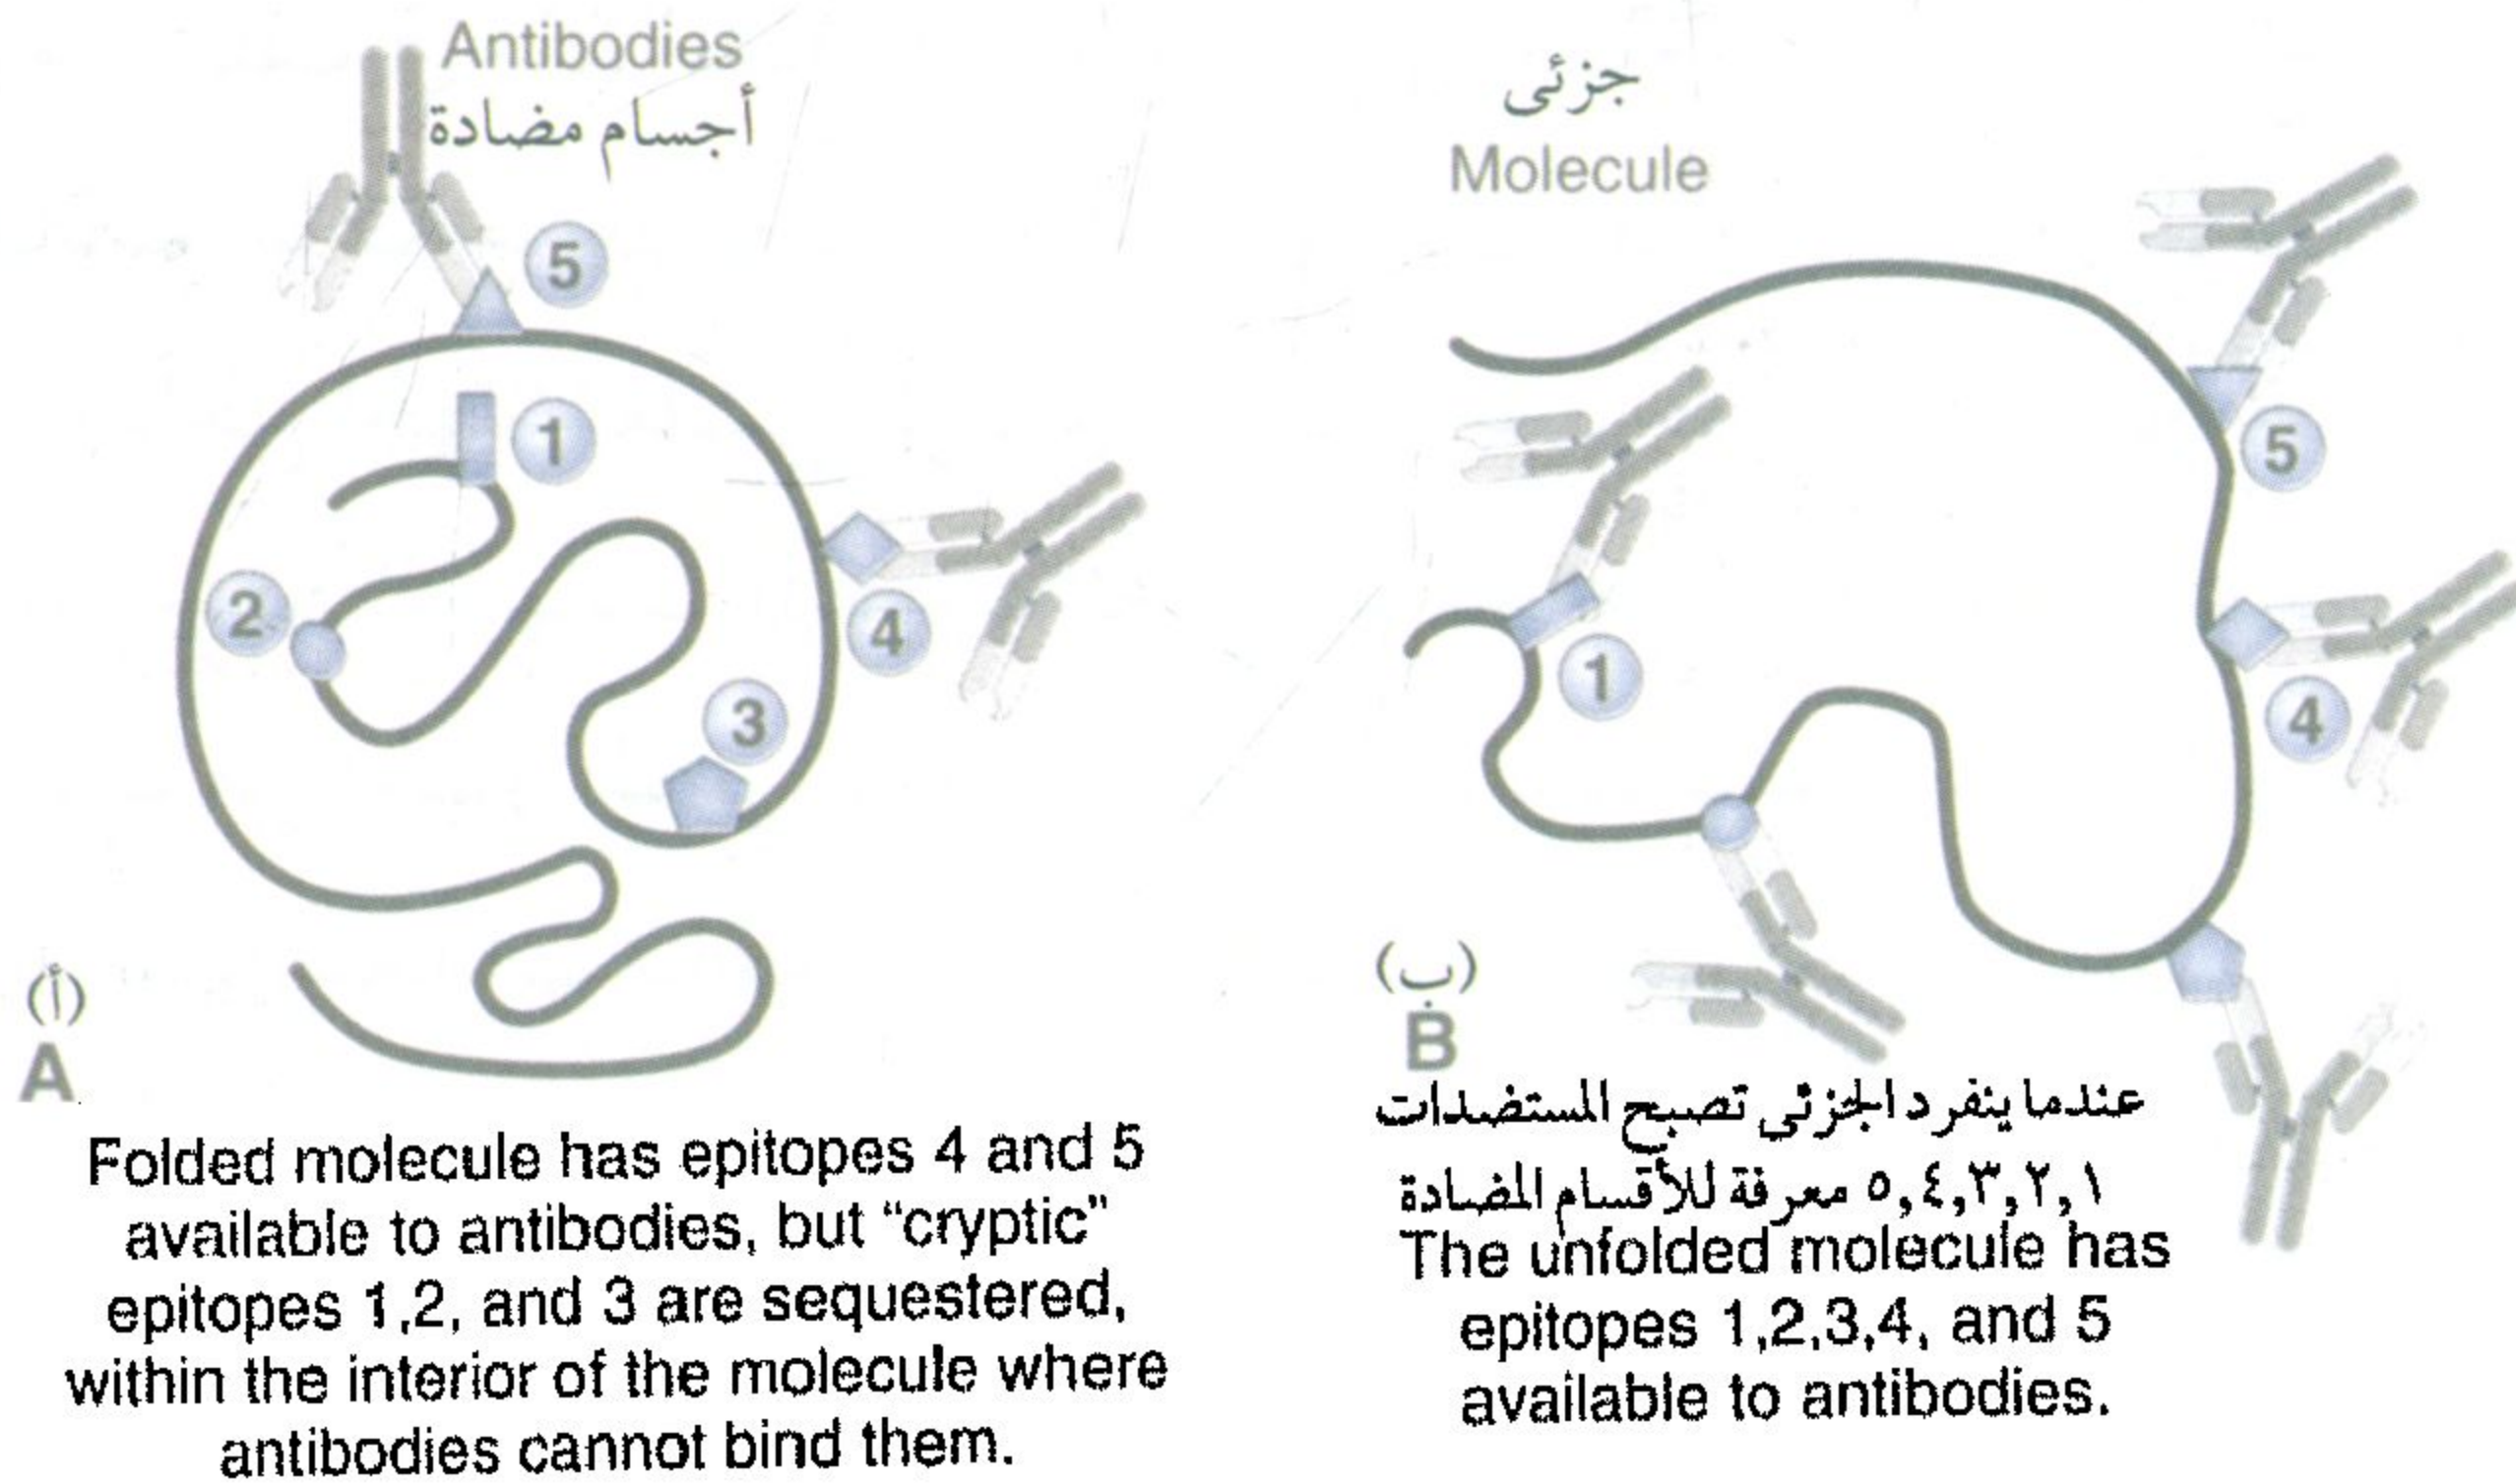 Antibodies
أجسام مضادة
5
1
2
4
3
(أ)
A
Folded molecule has epitopes 4 and 5
available to antibodies, but “cryptic”
epitopes 1,2, and 3 are sequestered,
within the interior of the molecule where
antibodies cannot bind them.
جزئى
Molecule
5
1
4
(ب)
B
عندما ينفرد الجزئى تصبح المستضدات
٥,٤,٣,٢,١ معرفة للأقسام المضادة
The unfolded molecule has
epitopes 1,2,3,4, and 5
available to antibodies.